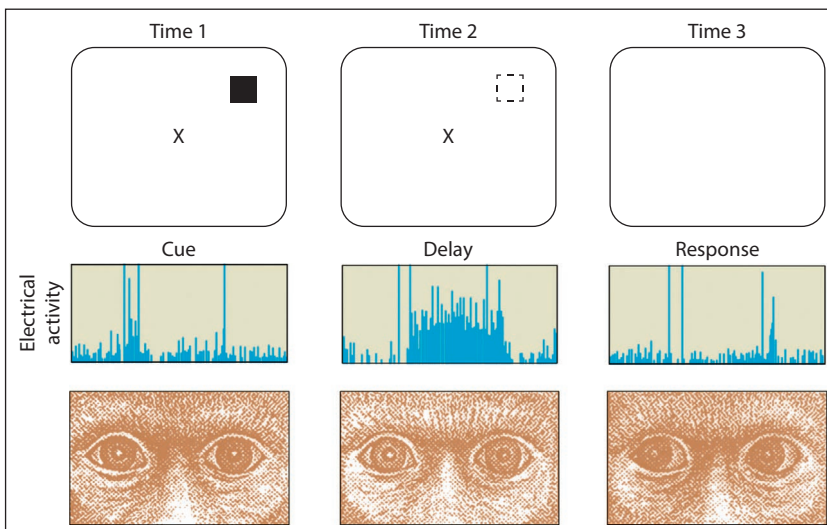 Time 1
Time 2
Time 3
X
X
Cue
Delay
Response
Electrical
activity